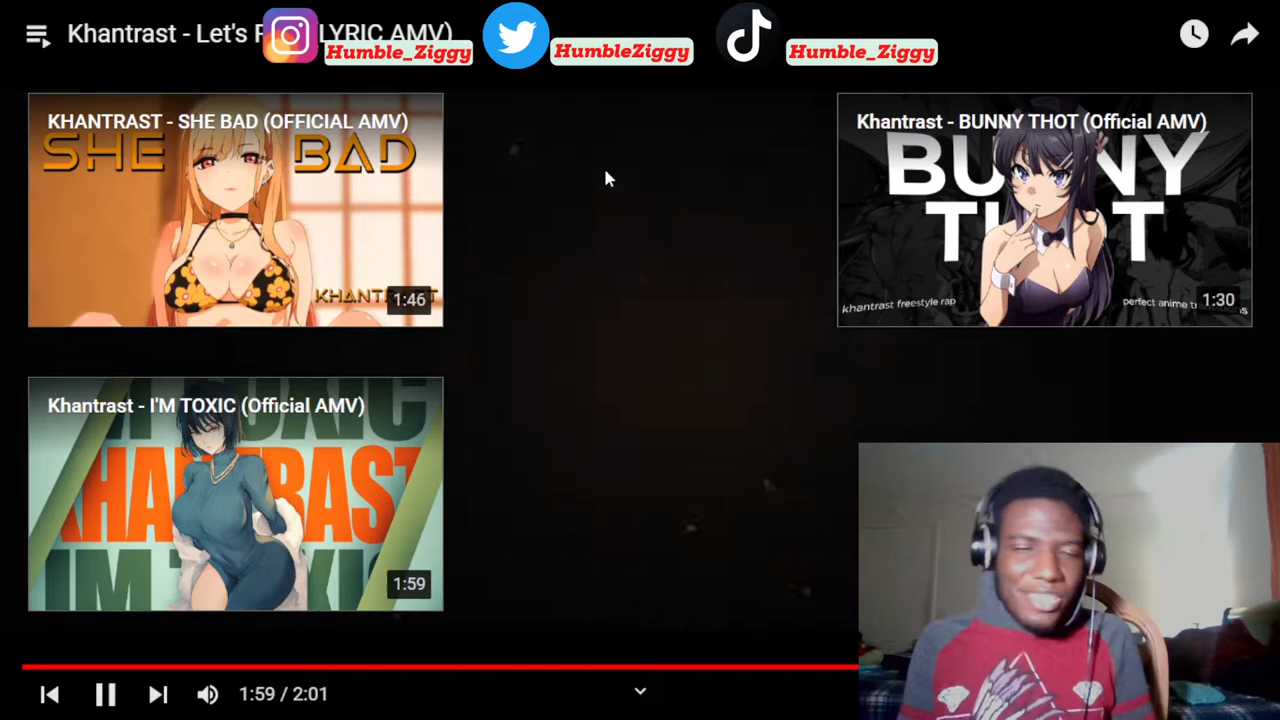 Khantrast - Let's F
LYRIC AMV)
Humble_Ziggy
HumbleZiggy
Humble_Ziggy
KHANTRAST - SHE BAD (OFFICIAL AMV)
SHE BAD
1:46
Khantrast - BUNNY THOT (Official AMV)
BUNNY
khantrast freestyle rap
perfect anime
1:30
Khantrast - I'M TOXIC (Official AMV)
1:59
1:59 / 2:01